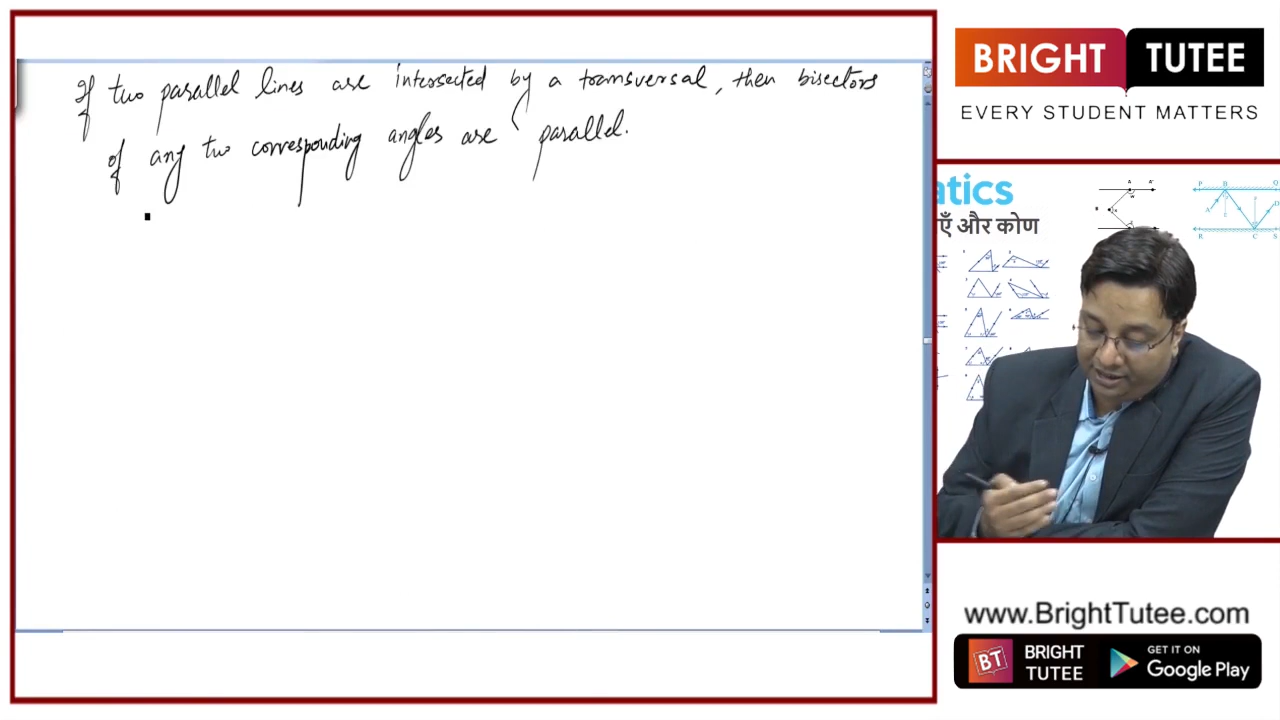 If two parallel lines are intersected by a transversal, then bisectors
of any two corresponding angles are parallel.
BRIGHT TUTEE
EVERY STUDENT MATTERS
atics
एँ और कोण
www.BrightTutee.com
BT
BRIGHT
TUTEE
GET IT ON
Google Play